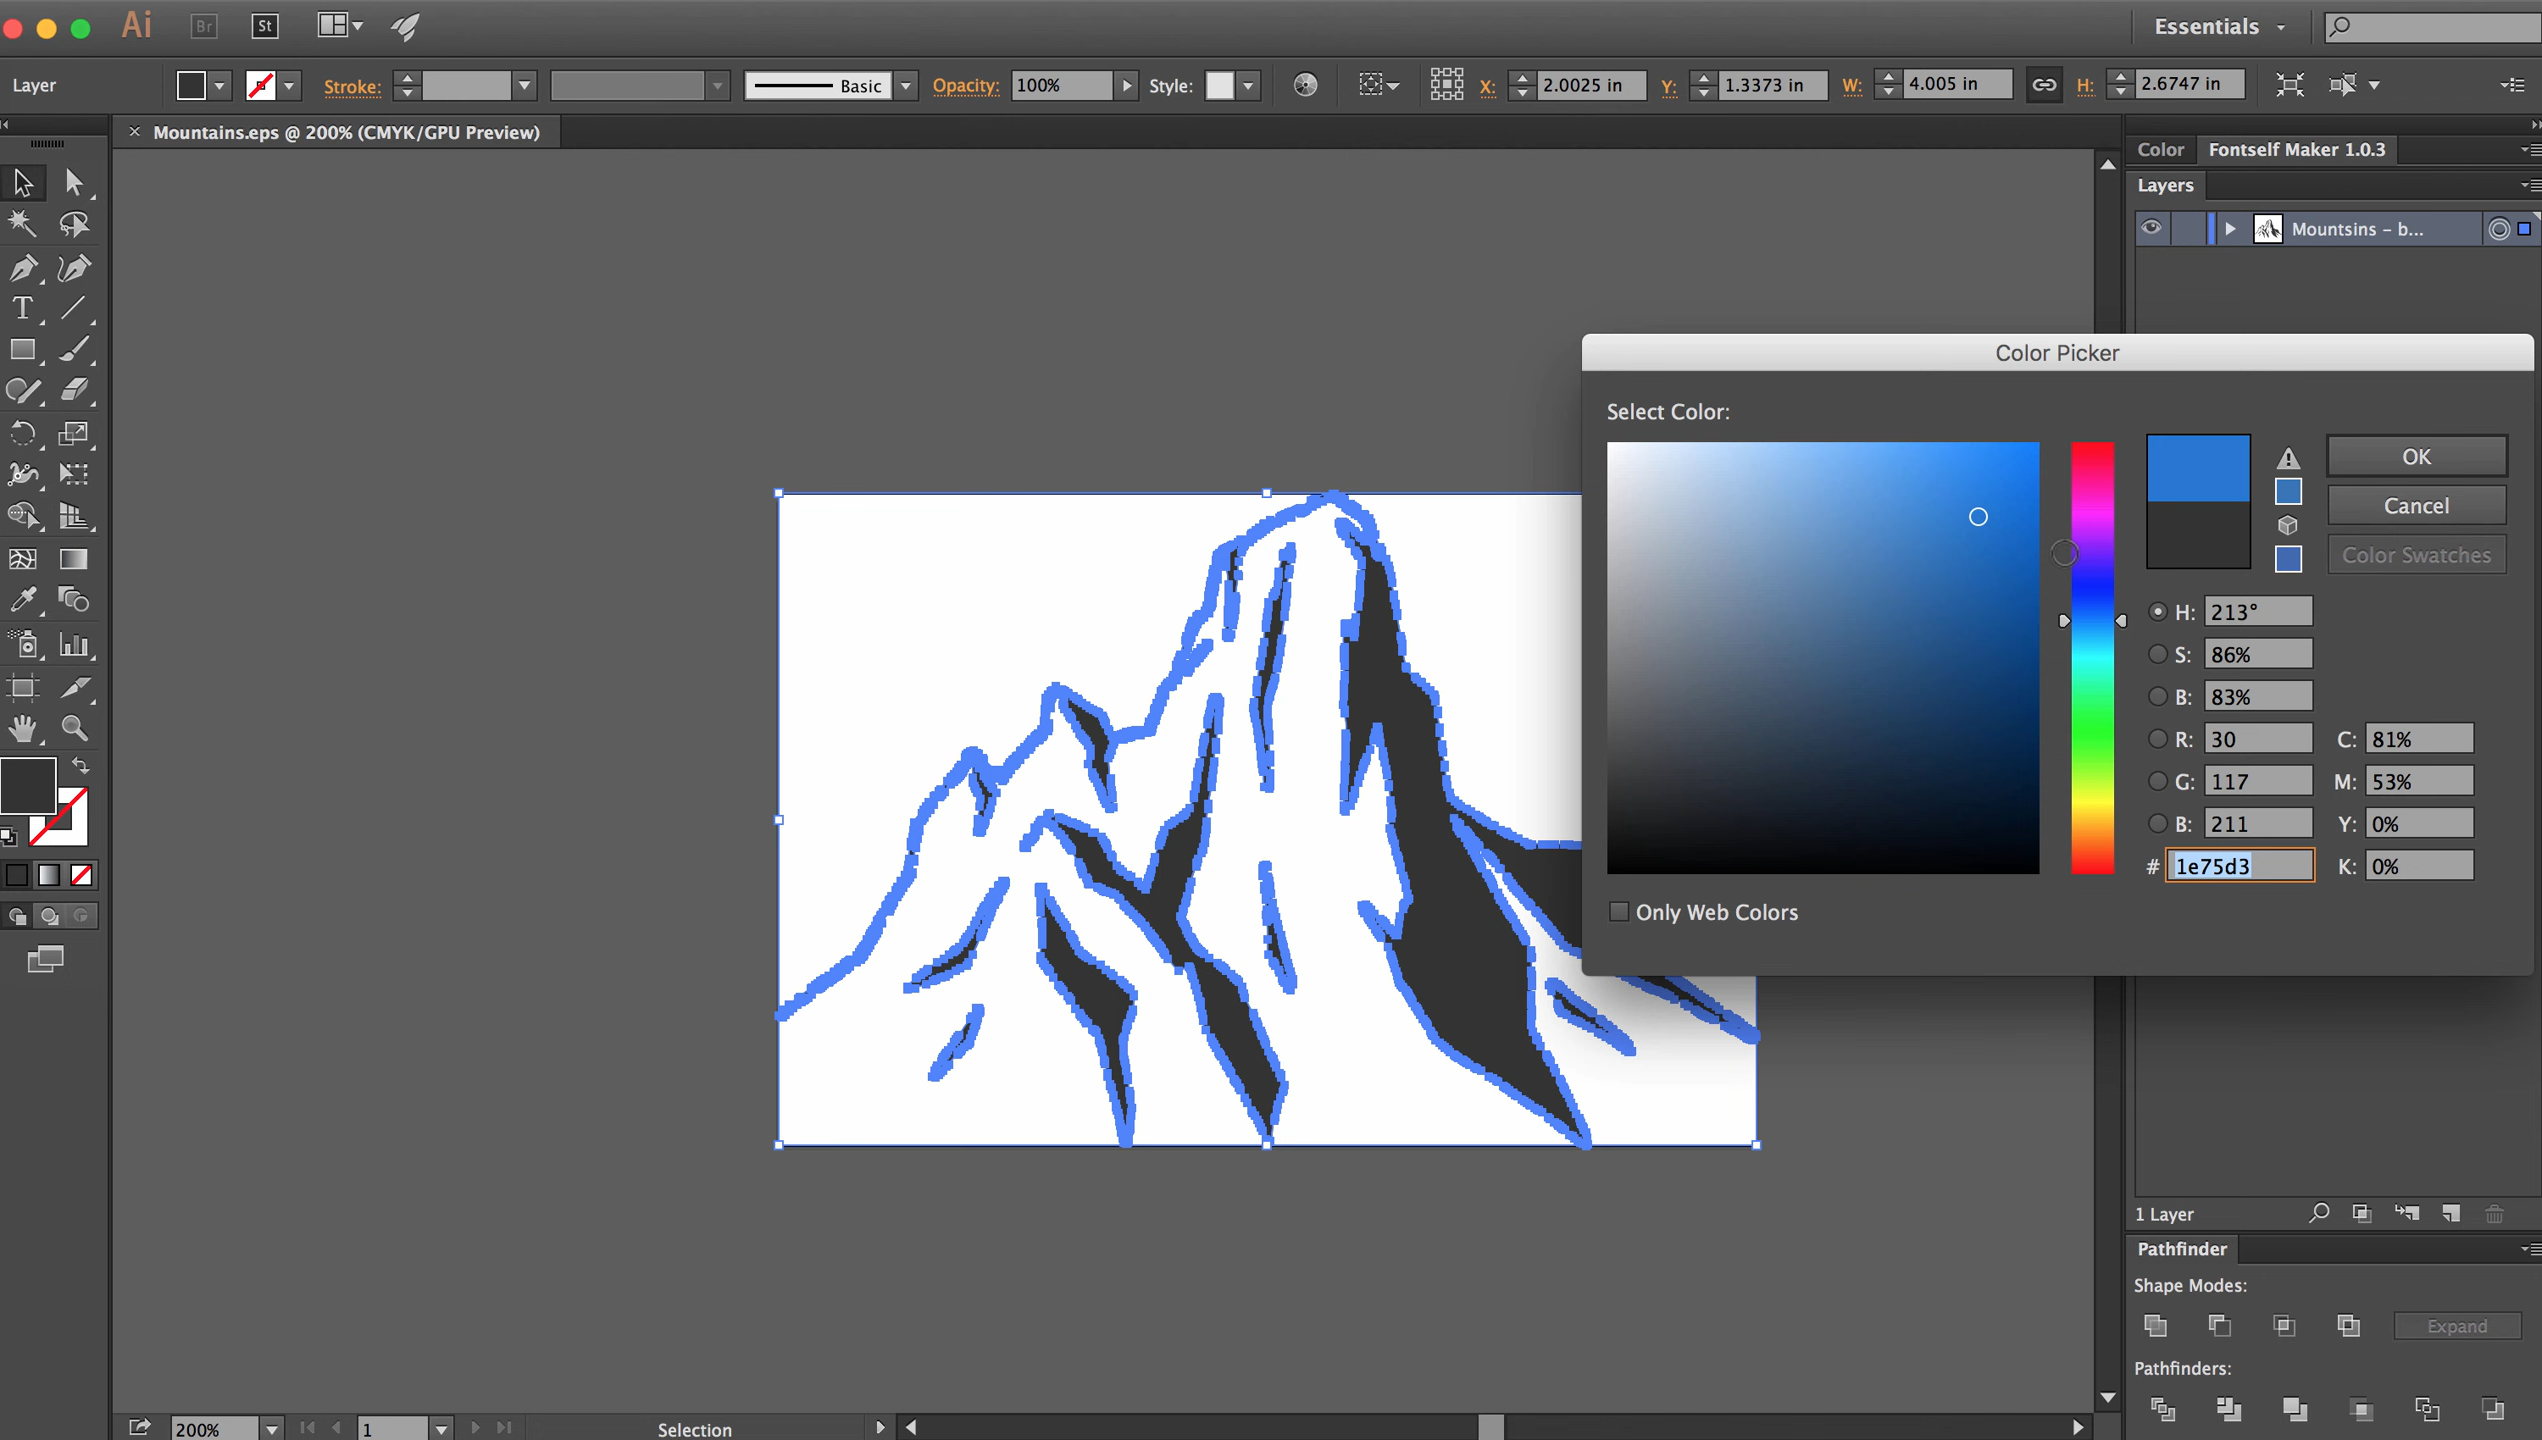 Ai Br St Essentials
Layer Stroke: Basic Opacity: 100% Style: X: 2.0025 in Y: 1.3373 in W: 4.005 in H: 2.6747 in
× Mountains.eps @ 200% (CMYK/GPU Preview)
Color Fontself Maker 1.0.3
Layers
Mountsins - b...
Color Picker
Select Color:
OK
Cancel
Color Swatches
H: 213°
S: 86%
B: 83%
R: 30 C: 81%
G: 117 M: 53%
B: 211 Y: 0%
# 1e75d3 K: 0%
Only Web Colors
1 Layer
Pathfinder
Shape Modes:
Expand
Pathfinders:
200% 1 Selection